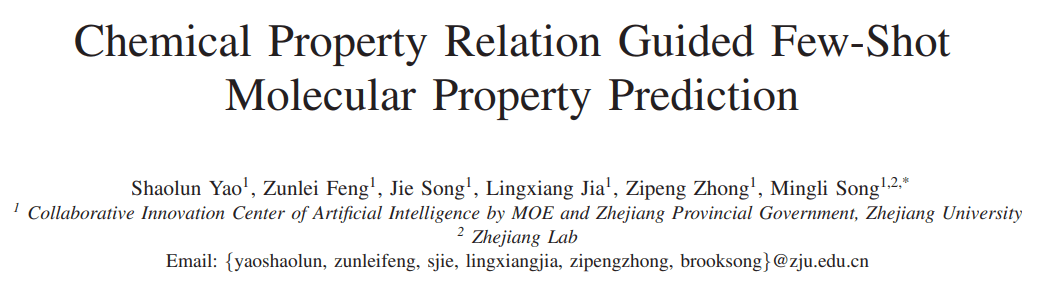 Chemical Property Relation Guided Few-Shot
Molecular Property Prediction
Shaolun Yao1, Zunlei Feng1, Jie Song1, Lingxiang Jia1, Zipeng Zhong1, Mingli Song1,2,*
1 Collaborative Innovation Center of Artificial Intelligence by MOE and Zhejiang Provincial Government, Zhejiang University
2 Zhejiang Lab
Email: {yaoshaolun, zunleifeng, sjie, lingxiangjia, zipengzhong, brooksong}@zju.edu.cn